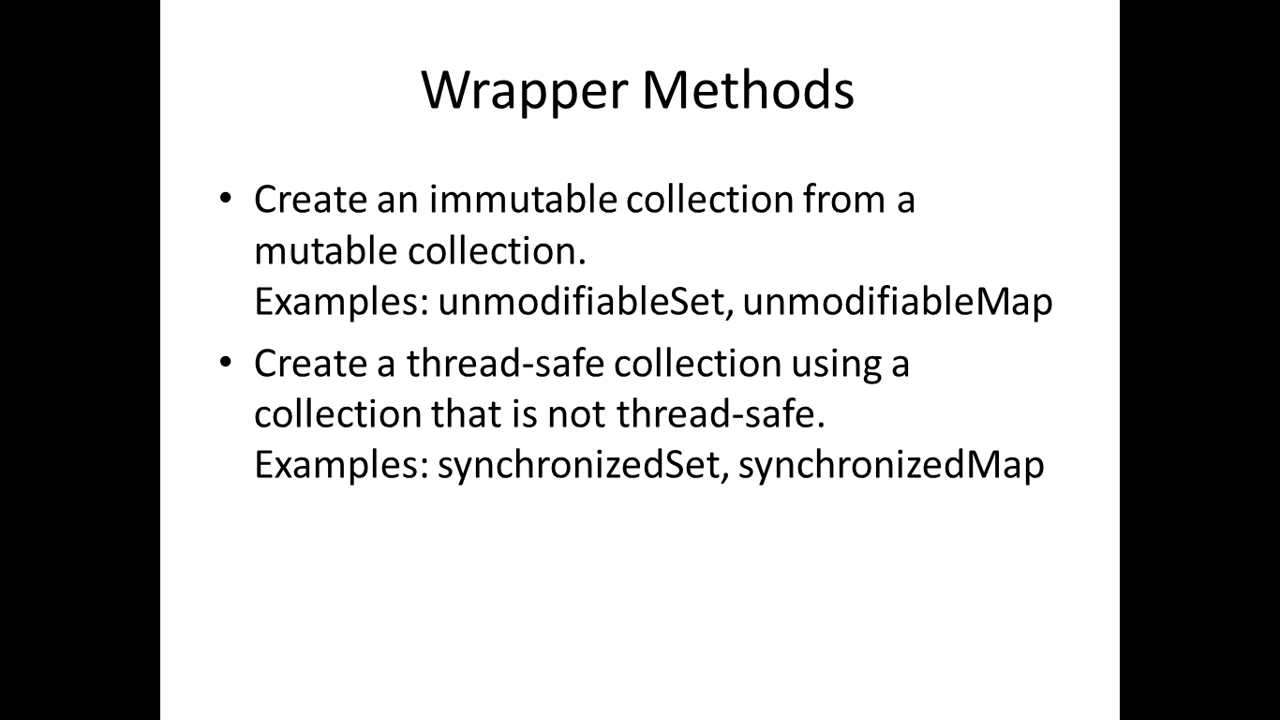 Wrapper Methods
• Create an immutable collection from a
mutable collection.
Examples: unmodifiableSet, unmodifiableMap
• Create a thread-safe collection using a
collection that is not thread-safe.
Examples: synchronizedSet, synchronizedMap